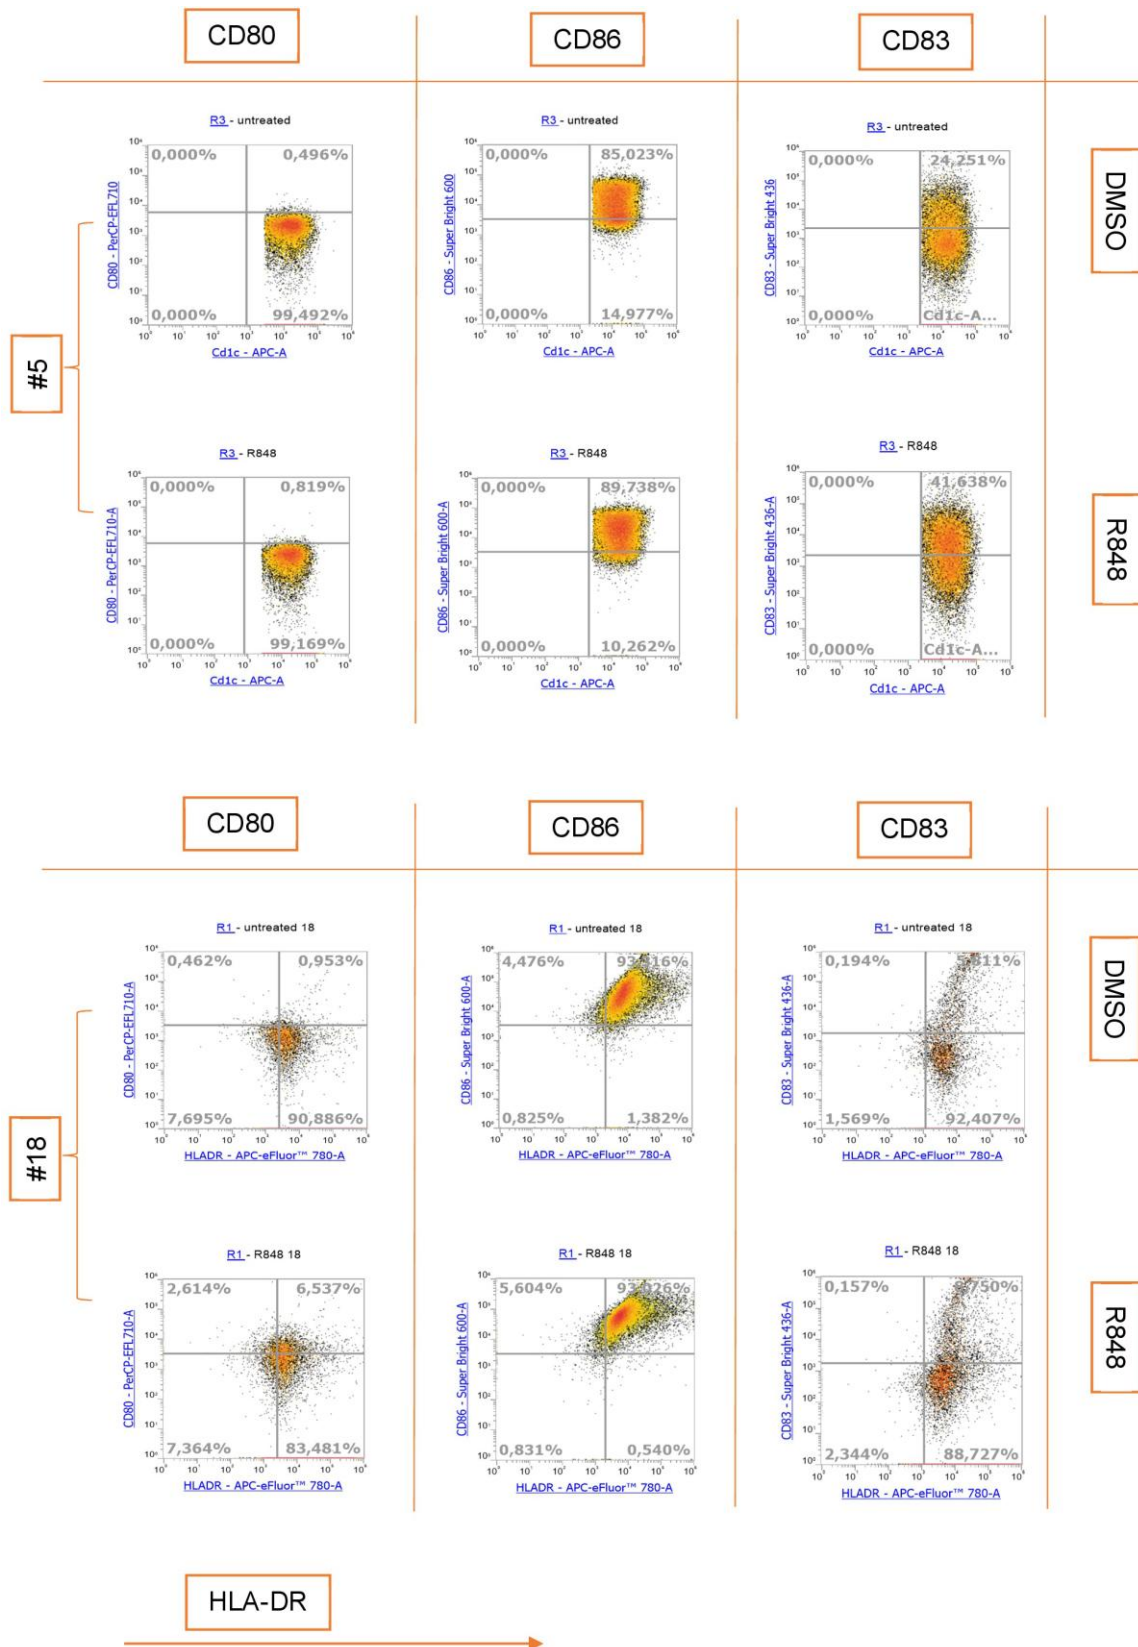 CD80
CD86
CD83
R3 - untreated
0,000%
0,496%
0,000%
99,492%
CD80 - PerCP-EFL710
Cd1c - APC-A
R3 - untreated
0,000%
85,023%
0,000%
14,977%
CD86 - Super Bright 600
Cd1c - APC-A
R3 - untreated
0,000%
24,251%
0,000%
Cd1c-A...
CD83 - Super Bright 436
Cd1c - APC-A
DMSO
#5
R3 - R848
0,000%
0,819%
0,000%
99,169%
CD80 - PerCP-EFL710-A
Cd1c - APC-A
R3 - R848
0,000%
89,738%
0,000%
10,262%
CD86 - Super Bright 600-A
Cd1c - APC-A
R3 - R848
0,000%
41,638%
0,000%
Cd1c-A...
CD83 - Super Bright 436-A
Cd1c - APC-A
R848
CD80
CD86
CD83
R1 - untreated 18
0,462%
0,953%
7,695%
90,886%
CD80 - PerCP-EFL710-A
HLADR - APC-eFluor™ 780-A
R1 - untreated 18
4,476%
0,825%
1,382%
CD86 - Super Bright 600-A
HLADR - APC-eFluor™ 780-A
R1 - untreated 18
0,194%
1,569%
92,407%
CD83 - Super Bright 436-A
HLADR - APC-eFluor™ 780-A
DMSO
#18
R1 - R848 18
2,614%
6,537%
7,364%
83,481%
CD80 - PerCP-EFL710-A
HLADR - APC-eFluor™ 780-A
R1 - R848 18
5,604%
0,831%
0,540%
CD86 - Super Bright 600-A
HLADR - APC-eFluor™ 780-A
R1 - R848 18
0,157%
2,344%
88,727%
CD83 - Super Bright 436-A
HLADR - APC-eFluor™ 780-A
R848
HLA-DR